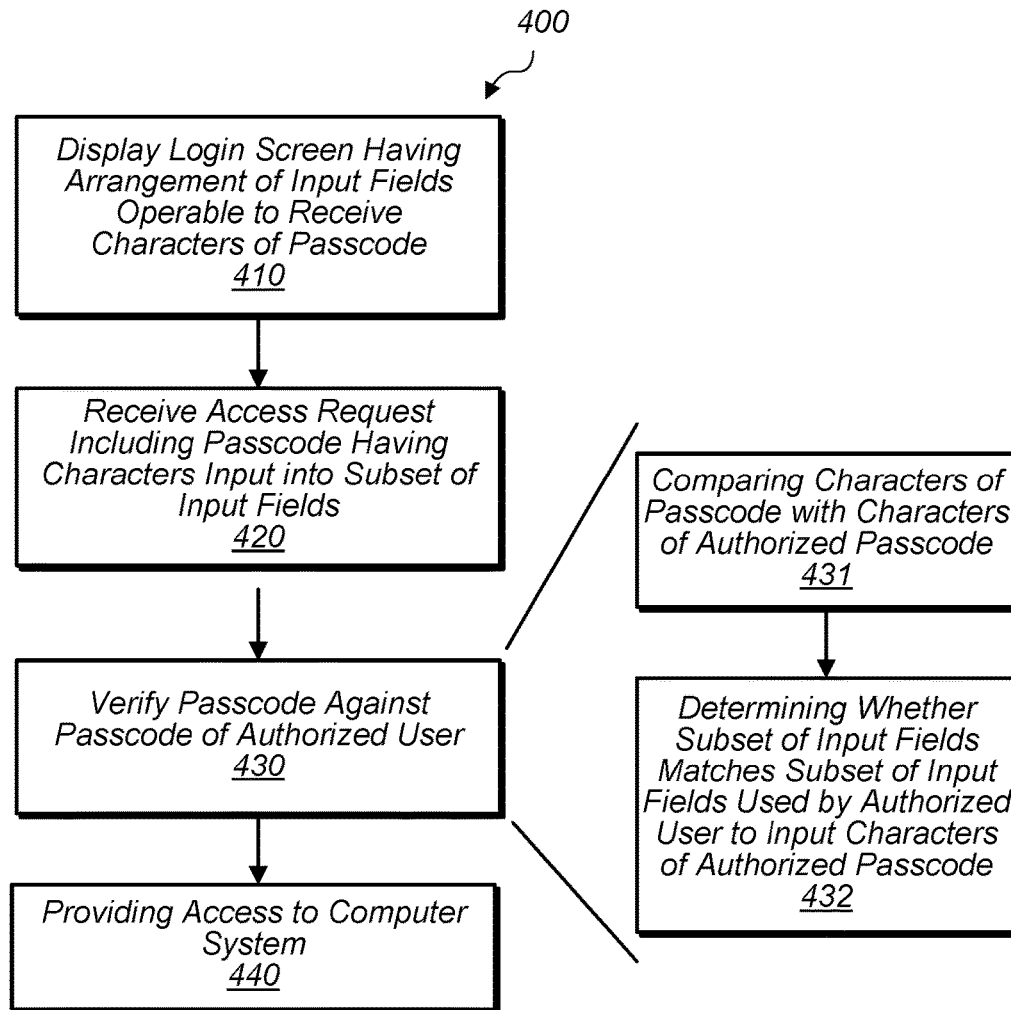 400
Display Login Screen Having
Arrangement of Input Fields
Operable to Receive
Characters of Passcode
410
Receive Access Request
Including Passcode Having
Characters Input into Subset of
Input Fields
420
Verify Passcode Against
Passcode of Authorized User
430
Providing Access to Computer
System
440
Comparing Characters of
Passcode with Characters
of Authorized Passcode
431
Determining Whether
Subset of Input Fields
Matches Subset of Input
Fields Used by Authorized
User to Input Characters
of Authorized Passcode
432